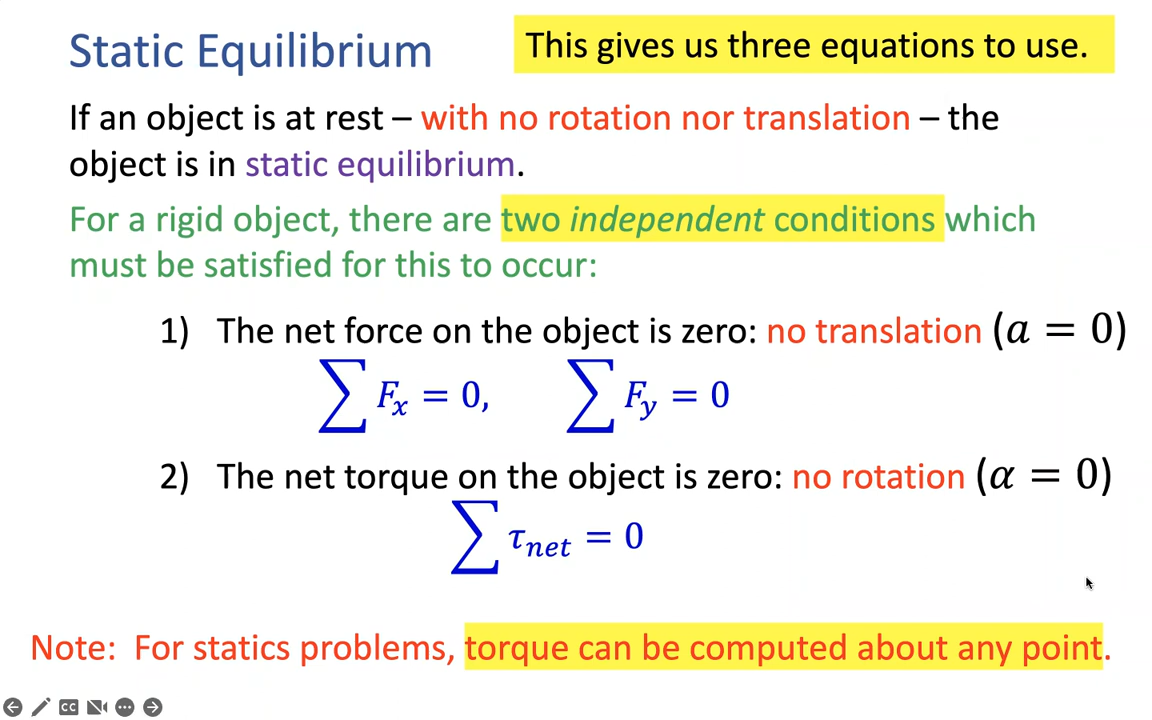 Static Equilibrium
This gives us three equations to use.
If an object is at rest – with no rotation nor translation – the
object is in static equilibrium.
For a rigid object, there are two independent conditions which
must be satisfied for this to occur:
1) The net force on the object is zero: no translation (a = 0)
∑ Fₓ = 0, ∑ F_y = 0
2) The net torque on the object is zero: no rotation (α = 0)
∑ τ_net = 0
Note: For statics problems, torque can be computed about any point.
CC